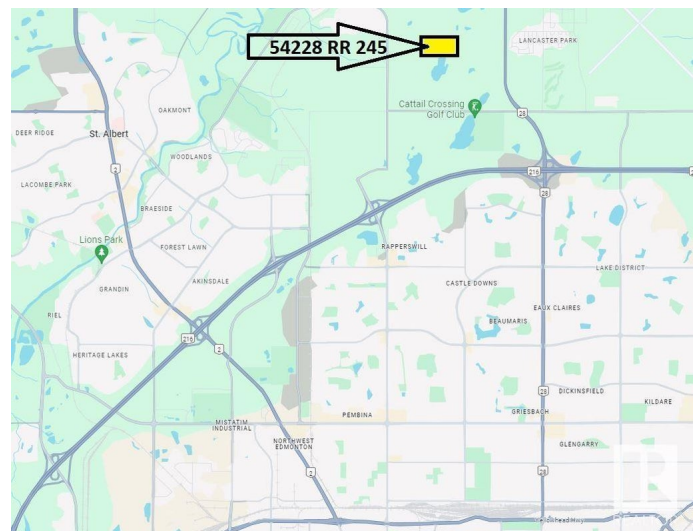 54228 RR 245
LANCASTER PARK
Cattail Crossing
Golf Club
28
OAKMONT
DEER RIDGE
St. Albert
WOODLANDS
2
LACOMBE PARK
216
28
BRAESIDE
Lions Park
FOREST LAWN
RAPPERSWILL
LAKE DISTRICT
AKINSDALE
CASTLE DOWNS
GRANDIN
EAUX CLAIRES
RIEL
BEAUMARIS
216
HERITAGE LAKES
2
28
DICKINSFIELD
KILDARE
PEMBINA
GRIESBACH
MISTATIM
INDUSTRIAL
NORTHWEST
EDMONTON
GLENGARRY
2
28